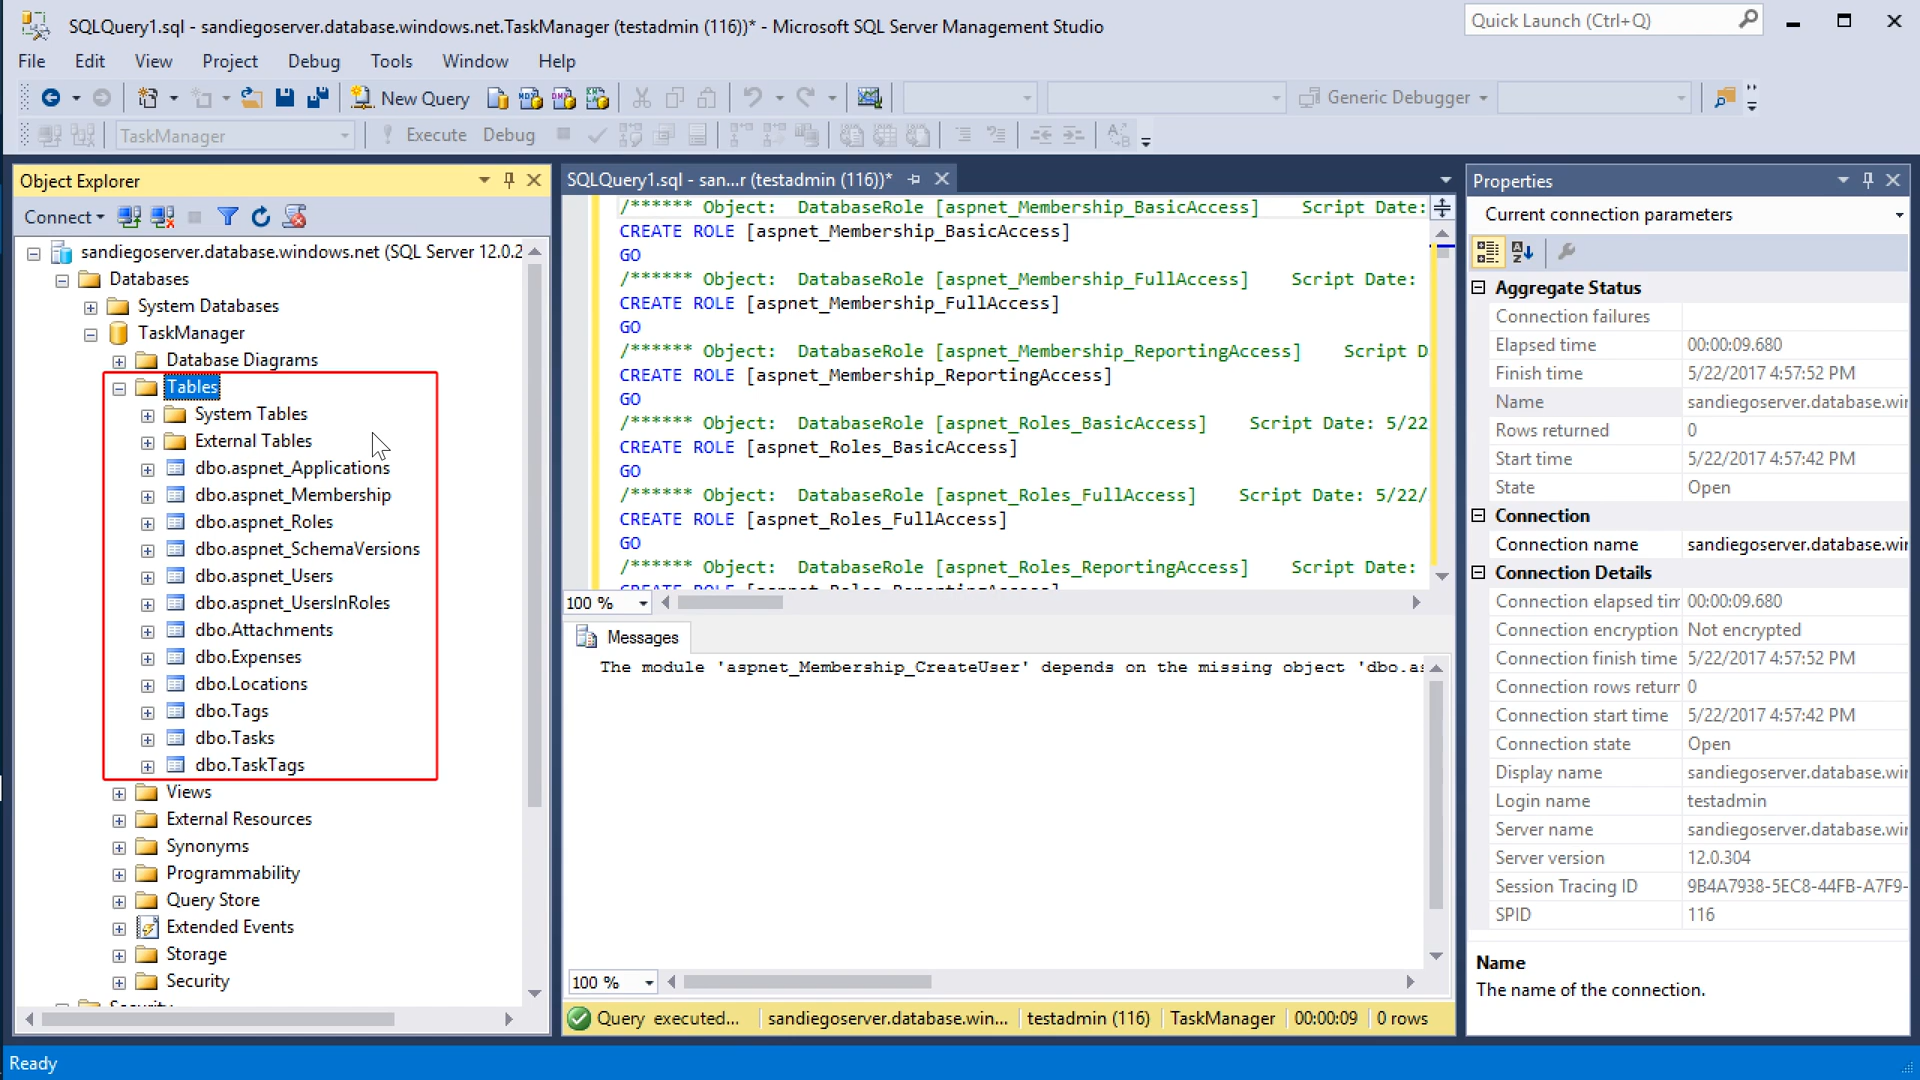 SQLQuery1.sql - sandiegoserver.database.windows.net.TaskManager (testadmin (116))* - Microsoft SQL Server Management Studio
Quick Launch (Ctrl+Q)
File Edit View Project Debug Tools Window Help
New Query
Generic Debugger
TaskManager
Execute Debug
Object Explorer
Connect
sandiegoserver.database.windows.net (SQL Server 12.0.2
Databases
System Databases
TaskManager
Database Diagrams
Tables
System Tables
External Tables
dbo.aspnet_Applications
dbo.aspnet_Membership
dbo.aspnet_Roles
dbo.aspnet_SchemaVersions
dbo.aspnet_Users
dbo.aspnet_UsersInRoles
dbo.Attachments
dbo.Expenses
dbo.Locations
dbo.Tags
dbo.Tasks
dbo.TaskTags
Views
External Resources
Synonyms
Programmability
Query Store
Extended Events
Storage
Security
SQLQuery1.sql - san...r (testadmin (116))*
/****** Object:  DatabaseRole [aspnet_Membership_BasicAccess]    Script Date:
CREATE ROLE [aspnet_Membership_BasicAccess]
GO
/****** Object:  DatabaseRole [aspnet_Membership_FullAccess]    Script Date:
CREATE ROLE [aspnet_Membership_FullAccess]
GO
/****** Object:  DatabaseRole [aspnet_Membership_ReportingAccess]    Script D
CREATE ROLE [aspnet_Membership_ReportingAccess]
GO
/****** Object:  DatabaseRole [aspnet_Roles_BasicAccess]    Script Date: 5/22
CREATE ROLE [aspnet_Roles_BasicAccess]
GO
/****** Object:  DatabaseRole [aspnet_Roles_FullAccess]    Script Date: 5/22/
CREATE ROLE [aspnet_Roles_FullAccess]
GO
/****** Object:  DatabaseRole [aspnet_Roles_ReportingAccess]    Script Date:
100 %
Messages
The module 'aspnet_Membership_CreateUser' depends on the missing object 'dbo.as
100 %
Query executed... sandiegoserver.database.win... testadmin (116) TaskManager 00:00:09 0 rows
Properties
Current connection parameters
Aggregate Status
Connection failures
Elapsed time 00:00:09.680
Finish time 5/22/2017 4:57:52 PM
Name sandiegoserver.database.wi
Rows returned 0
Start time 5/22/2017 4:57:42 PM
State Open
Connection
Connection name sandiegoserver.database.wi
Connection Details
Connection elapsed tim 00:00:09.680
Connection encryption Not encrypted
Connection finish time 5/22/2017 4:57:52 PM
Connection rows return 0
Connection start time 5/22/2017 4:57:42 PM
Connection state Open
Display name sandiegoserver.database.wi
Login name testadmin
Server name sandiegoserver.database.wi
Server version 12.0.304
Session Tracing ID 9B4A7938-5EC8-44FB-A7F9-
SPID 116
Name
The name of the connection.
Ready